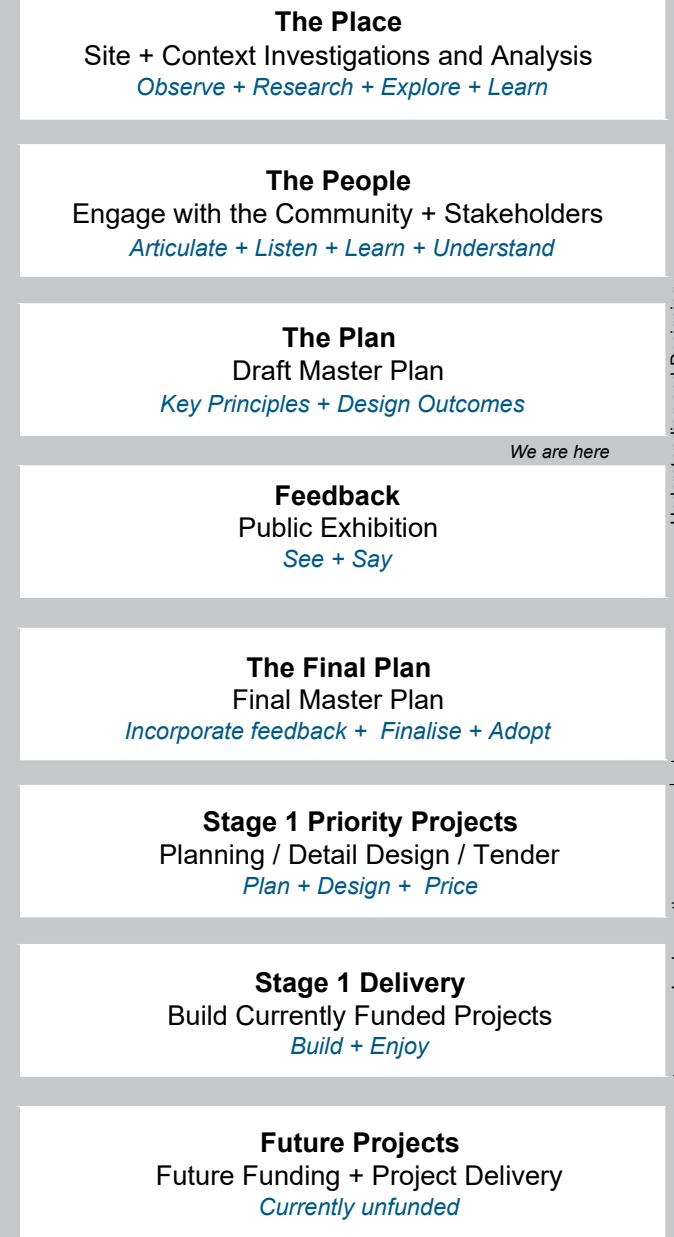 The Place
Site + Context Investigations and Analysis
Observe + Research + Explore + Learn
The People
Engage with the Community + Stakeholders
Articulate + Listen + Learn + Understand
The Plan
Draft Master Plan
Key Principles + Design Outcomes
We are here
Feedback
Public Exhibition
See + Say
The Final Plan
Final Master Plan
Incorporate feedback + Finalise + Adopt
Stage 1 Priority Projects
Planning / Detail Design / Tender
Plan + Design + Price
Stage 1 Delivery
Build Currently Funded Projects
Build + Enjoy
Future Projects
Future Funding + Project Delivery
Currently unfunded